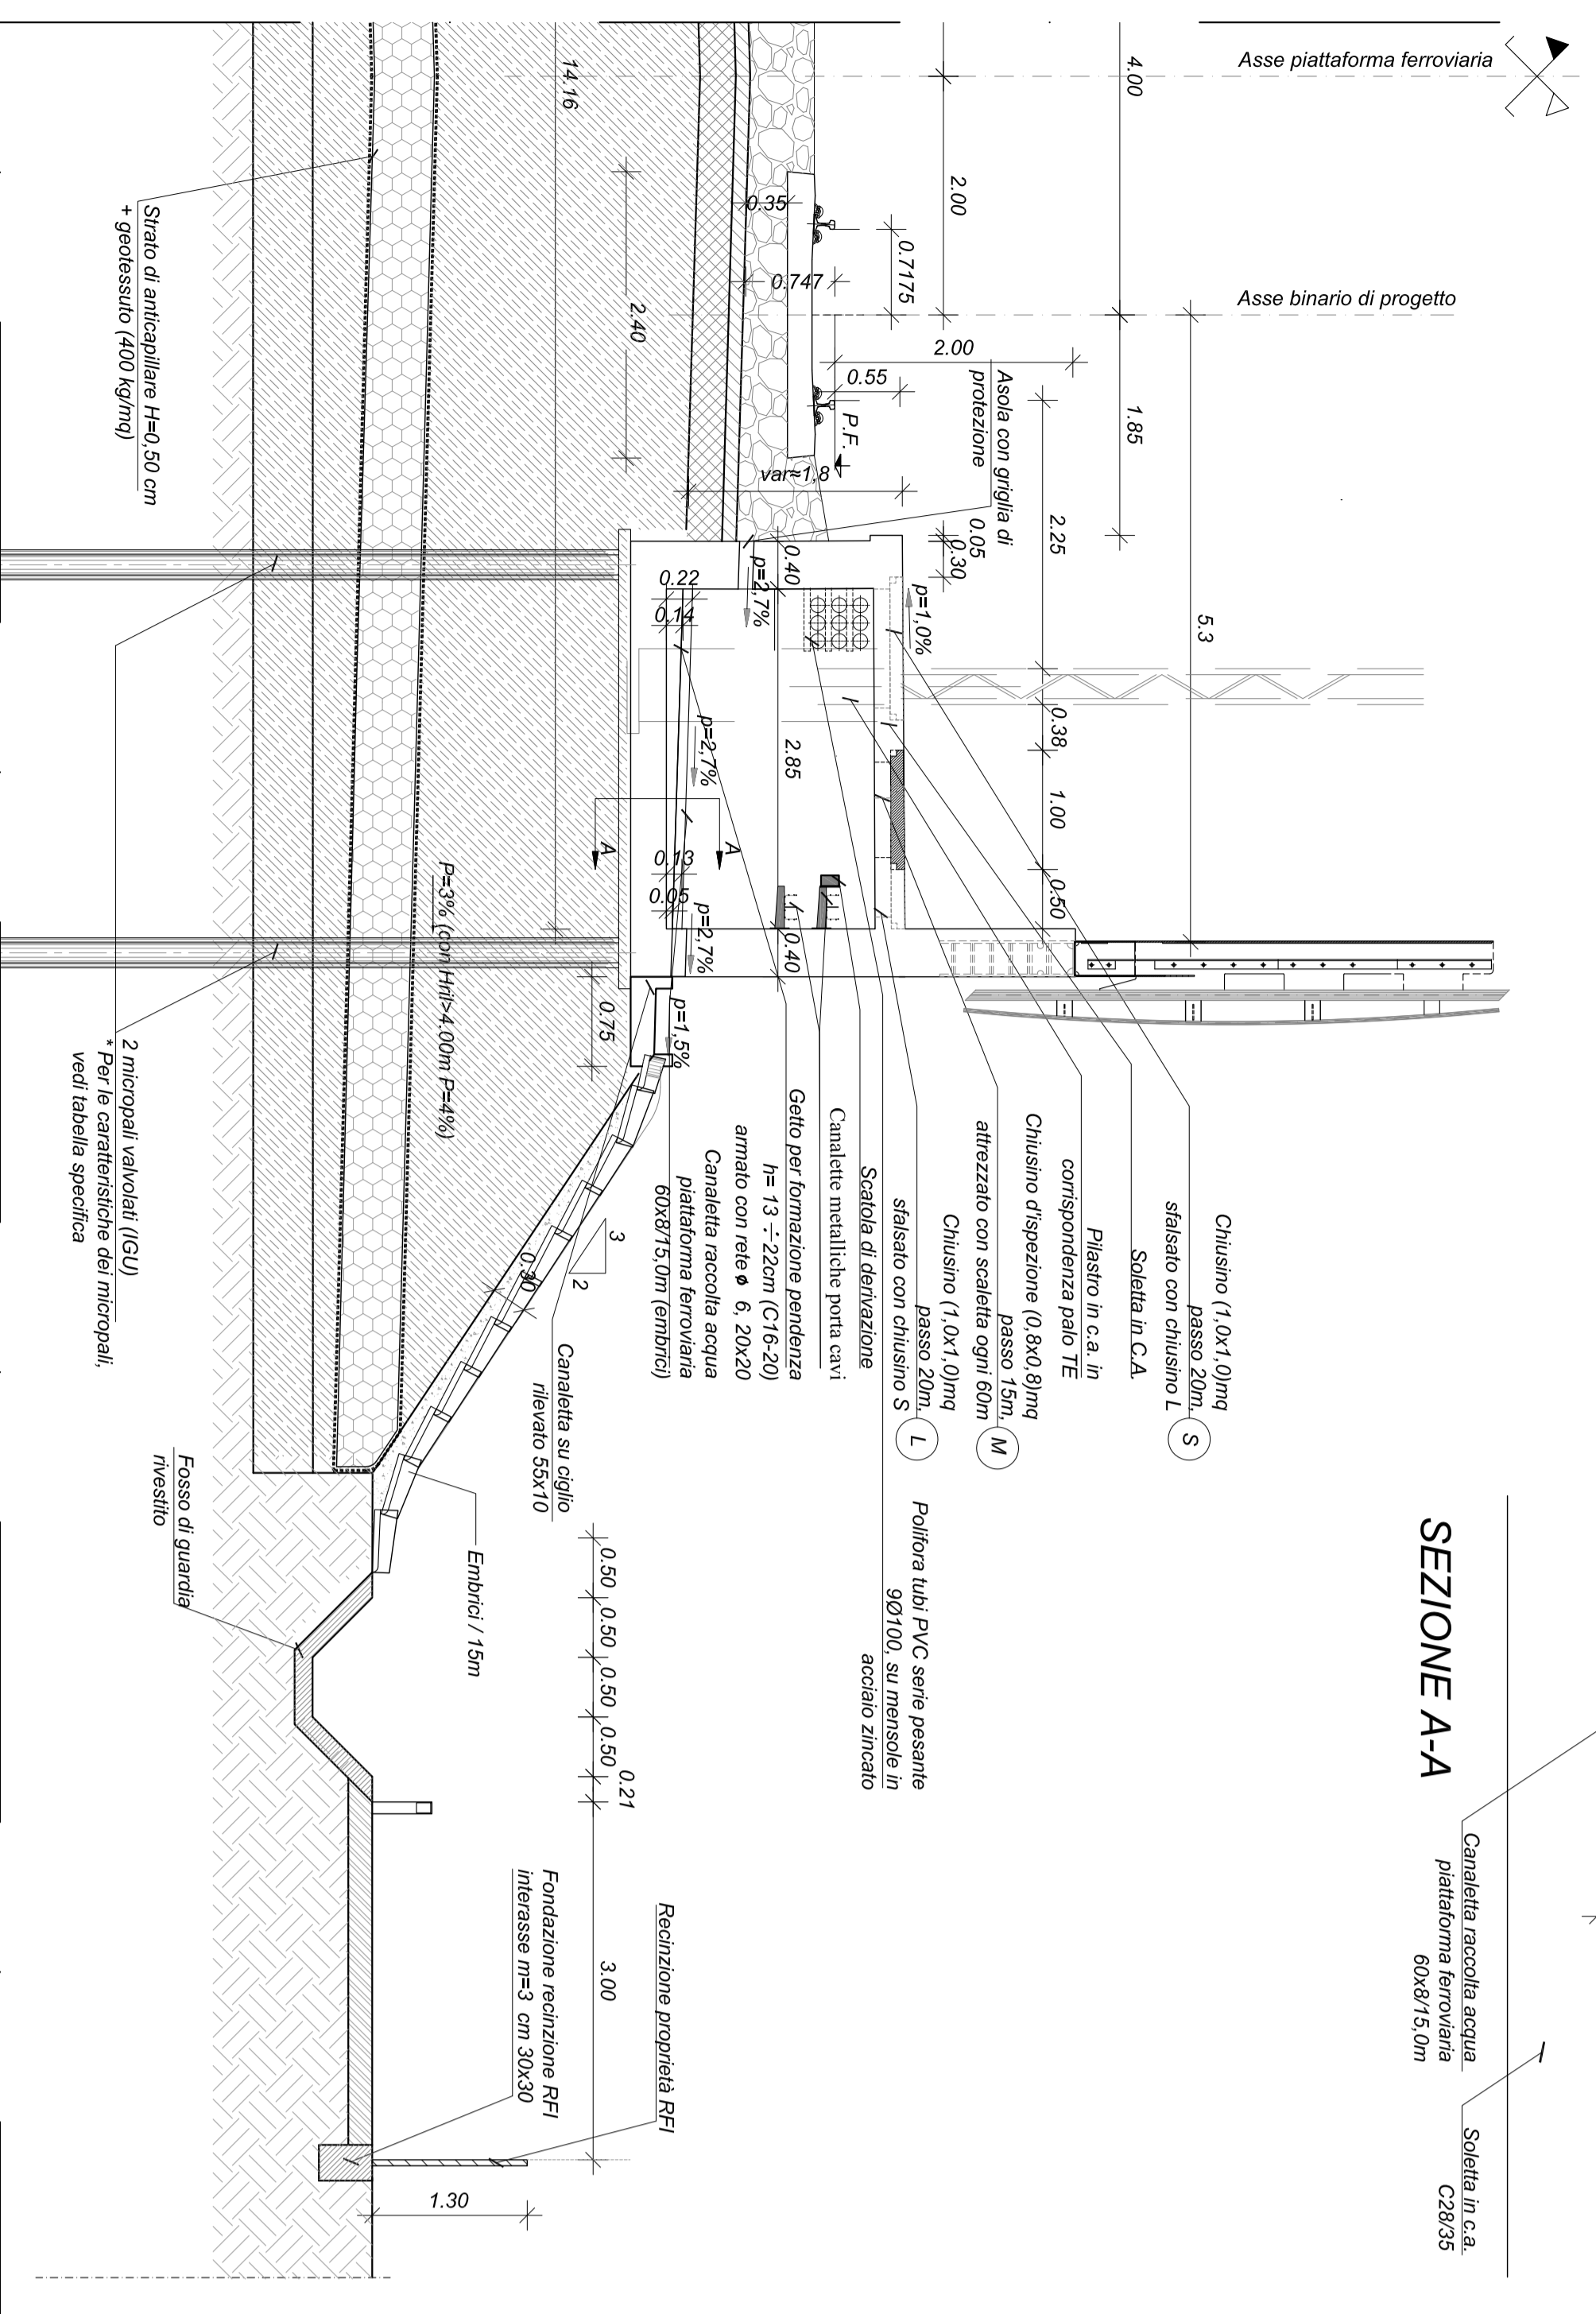 Asse piattaforma ferroviaria
Asse binario di progetto
4.00
2.00
14.16
0.35
0.7175
0.747
2.40
2.00
0.55
P.F.
1.85
5.3
2.25
Asola con griglia di
protezione
var≈1,8
0.05
0.30
0.40
p=2,7%
p=1,0%
0.22
0.14
0.38
1.00
0.50
2.85
p=2,7%
A
A
0.13
0.05
p=2,7%
0.40
0.75
p=1,5%
P=3% (con Hril>4.00m P=4%)
Strato di anticapillare H=0,50 cm
+ geotessuto (400 kg/mq)
2 micropali valvolati (IGU)
* Per le caratteristiche dei micropali,
vedi tabella specifica
Chiusino (1,0x1,0)mq
passo 20m,
sfalsato con chiusino L
S
Soletta in C.A
Pilastro in c.a. in
corrispondenza palo TE
Chiusino d'ispezione (0,8x0,8)mq
passo 15m,
attrezzato con scaletta ogni 60m
M
Chiusino (1,0x1,0)mq
passo 20m,
sfalsato con chiusino S
L
Polifora tubi PVC serie pesante
9Ø100, su mensole in
acciaio zincato
Scatola di derivazione
Canalette metalliche porta cavi
Getto per formazione pendenza
h= 13 ÷22cm (C16-20)
armato con rete ø 6, 20x20
Canaletta raccolta acqua
piattaforma ferroviaria
60x8/15,0m (embrici)
3
2
0.30
Canaletta su ciglio
rilevato 55x10
Embrici / 15m
Fosso di guardia
rivestito
0.50
0.50
0.50
0.50
0.21
3.00
Recinzione proprietà RFI
Fondazione recinzione RFI
interasse m=3 cm 30x30
1.30
SEZIONE A-A
Canaletta raccolta acqua
piattaforma ferroviaria
60x8/15,0m
Soletta in c.a.
C28/35